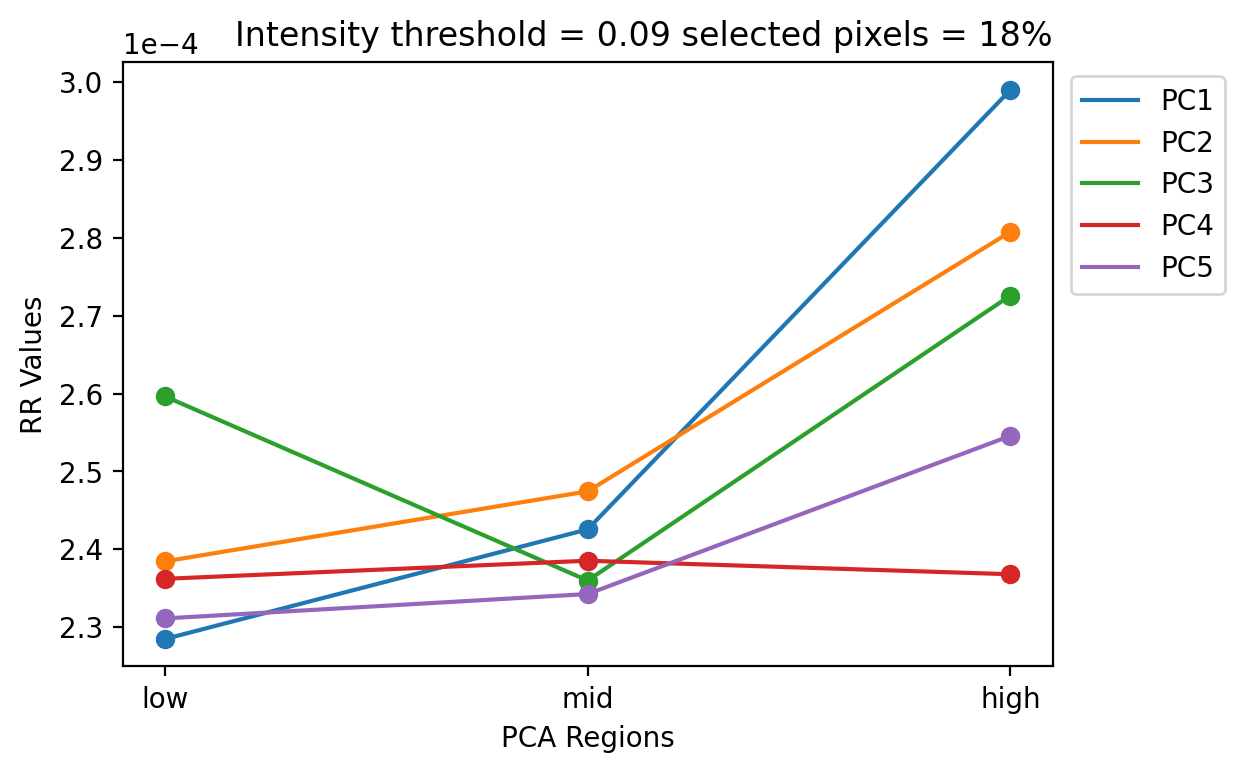 1e−4
Intensity threshold = 0.09 selected pixels = 18%
3.0
2.9
2.8
2.7
2.6
2.5
2.4
2.3
RR Values
low
mid
high
PCA Regions
PC1
PC2
PC3
PC4
PC5